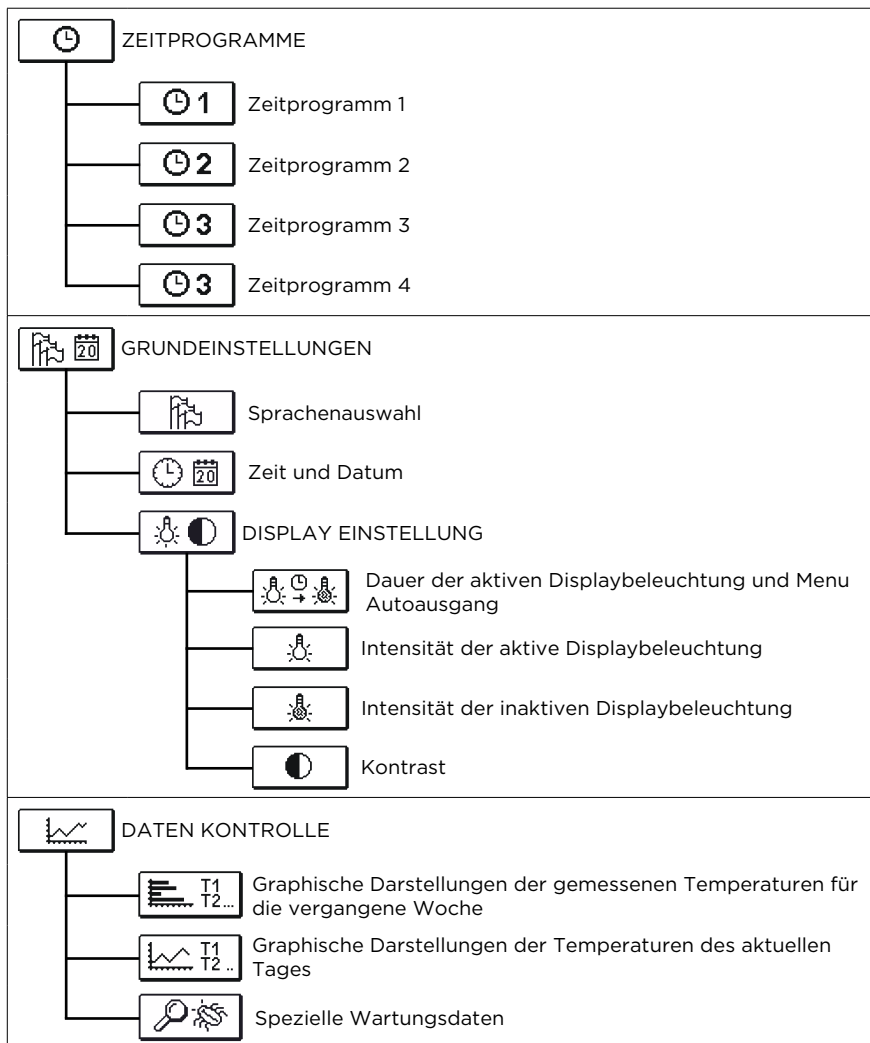 ZEITPROGRAMME
1 Zeitprogramm 1
2 Zeitprogramm 2
3 Zeitprogramm 3
3 Zeitprogramm 4
20 GRUNDEINSTELLUNGEN
Sprachenauswahl
20 Zeit und Datum
DISPLAY EINSTELLUNG
Dauer der aktiven Displaybeleuchtung und Menu
Autoausgang
Intensität der aktive Displaybeleuchtung
Intensität der inaktiven Displaybeleuchtung
Kontrast
DATEN KONTROLLE
T1
T2...
Graphische Darstellungen der gemessenen Temperaturen für
die vergangene Woche
T1
T2 ..
Graphische Darstellungen der Temperaturen des aktuellen
Tages
Spezielle Wartungsdaten